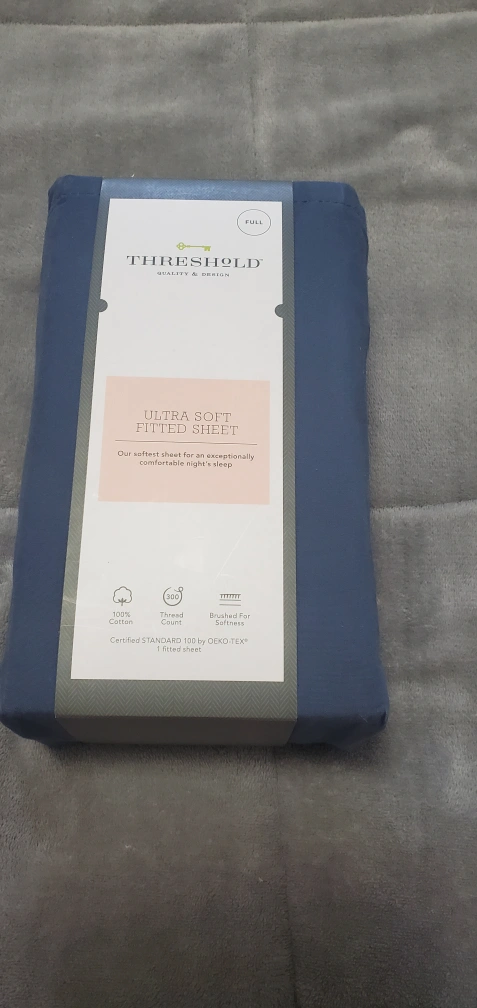 FULL
THRESHOLD™
QUALITY & DESIGN
ULTRA SOFT
FITTED SHEET
Our softest sheet for an exceptionally
comfortable night's sleep
300
100%
Cotton
Thread
Count
Brushed For
Softness
Certified STANDARD 100 by OEKO-TEX®
1 fitted sheet